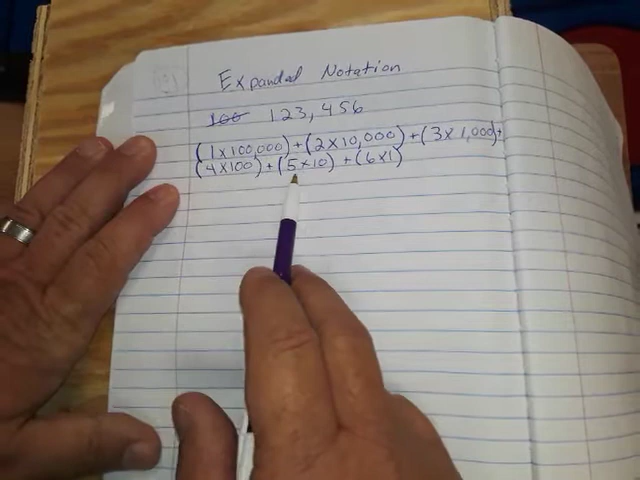 Expanded Notation
100 123,456
(1x100,000)+(2x10,000)+(3x1,000)+
(4x100)+(5x10)+(6x1)